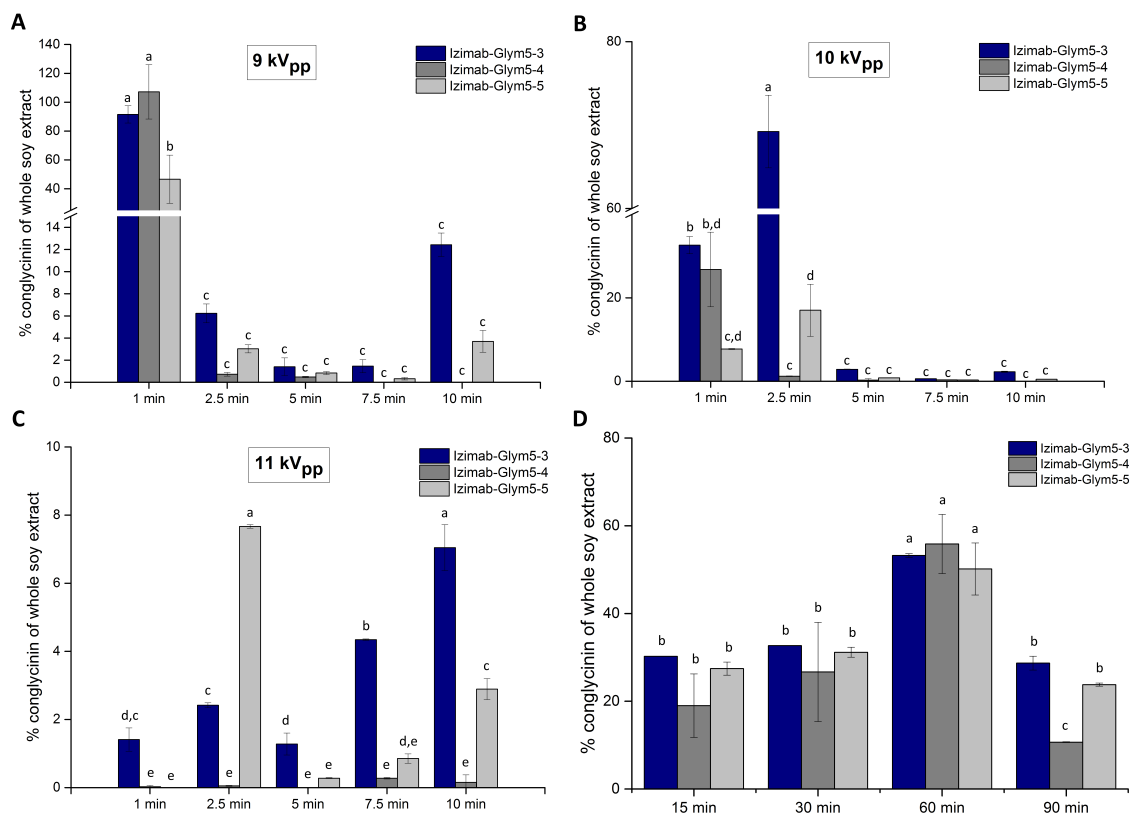 A
9 kVpp
Izimab-Glym5-3
Izimab-Glym5-4
Izimab-Glym5-5
% conglycinin of whole soy extract
140
120
100
80
60
40
14
12
10
8
6
4
2
0
a a b
c c c
c c c
c c c
c c c
1 min 2.5 min 5 min 7.5 min 10 min
B
10 kVpp
Izimab-Glym5-3
Izimab-Glym5-4
Izimab-Glym5-5
% conglycinin of whole soy extract
80
60
20
0
b b,d c,d
a c d
c c c
c c c
c c c
1 min 2.5 min 5 min 7.5 min 10 min
C
11 kVpp
Izimab-Glym5-3
Izimab-Glym5-4
Izimab-Glym5-5
% conglycinin of whole soy extract
10
8
6
4
2
0
d,c e e
c e a
d e e
b e d,e
a e c
1 min 2.5 min 5 min 7.5 min 10 min
D
Izimab-Glym5-3
Izimab-Glym5-4
Izimab-Glym5-5
% conglycinin of whole soy extract
80
60
40
20
0
b b b
b b b
a a a
b c b
15 min 30 min 60 min 90 min